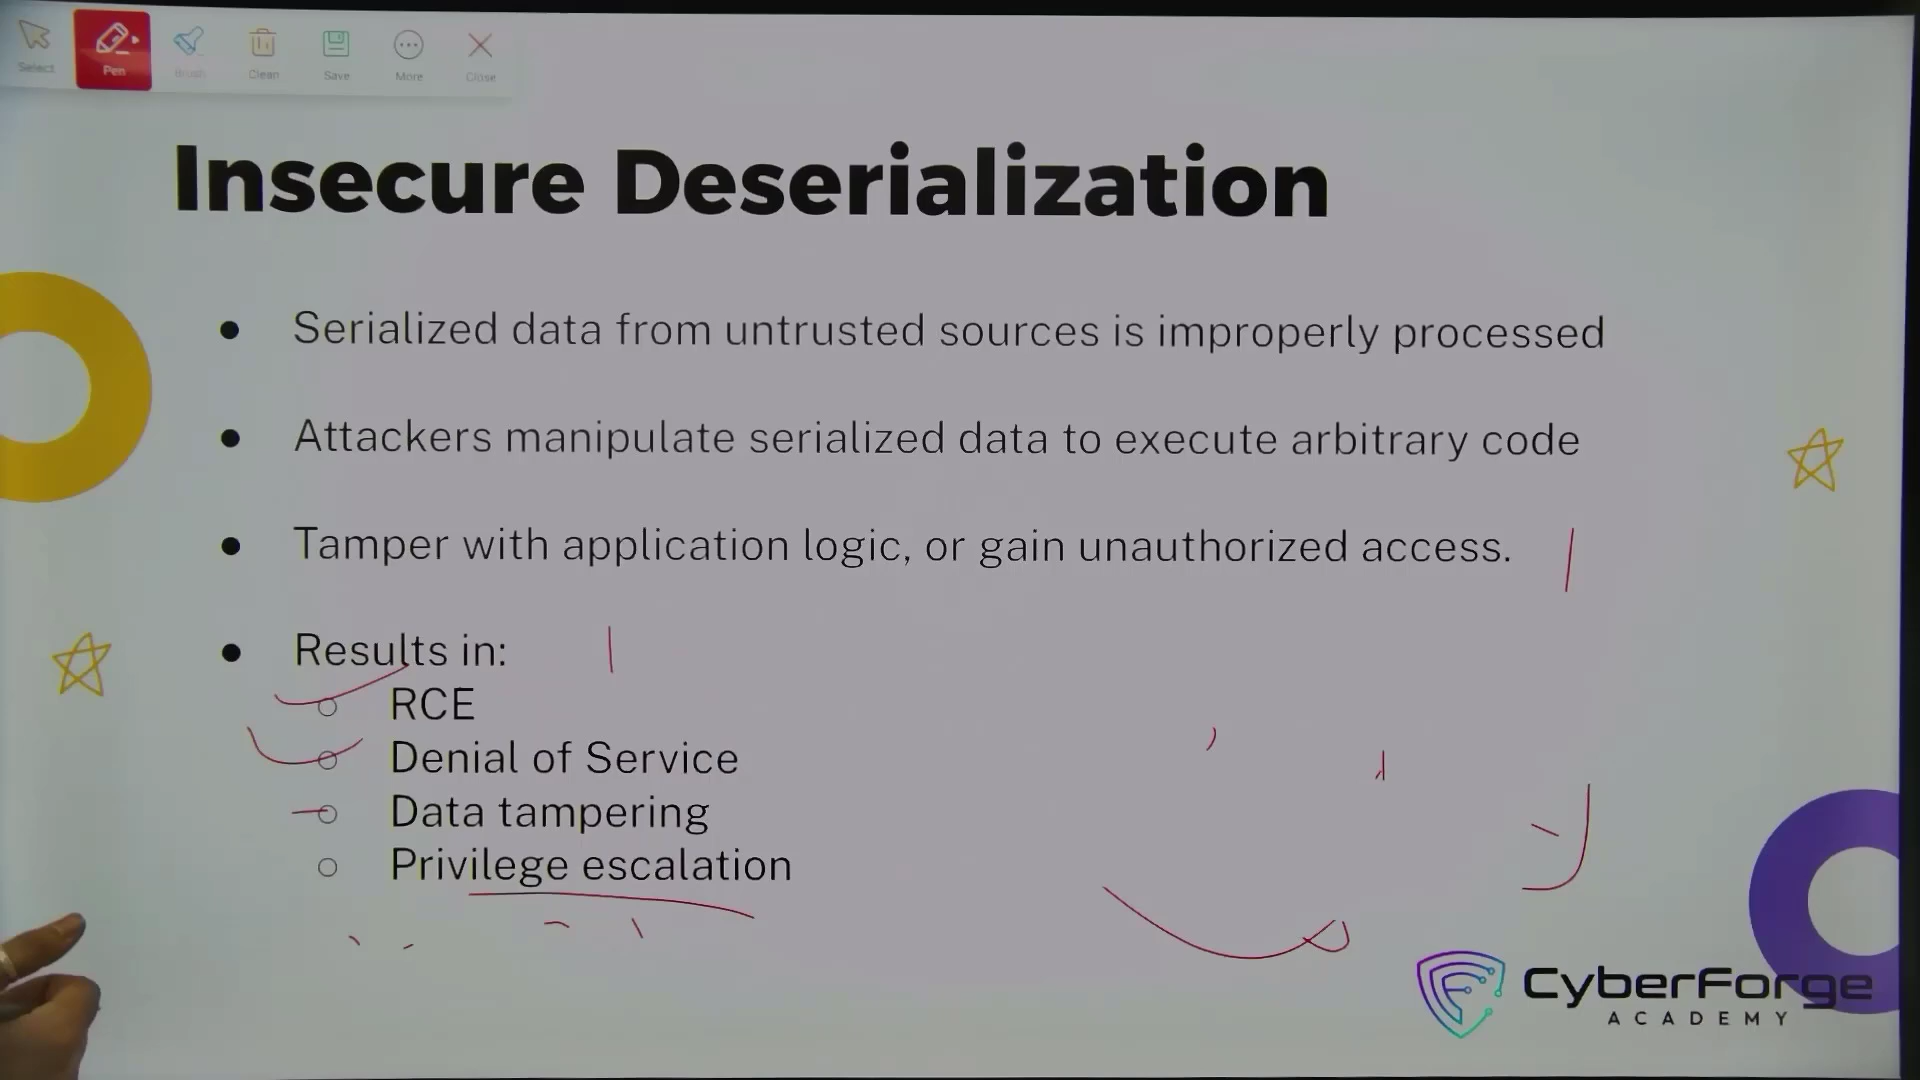 Select
Pen
Brush
Clean
Save
More
Close
Insecure Deserialization
● Serialized data from untrusted sources is improperly processed
● Attackers manipulate serialized data to execute arbitrary code
● Tamper with application logic, or gain unauthorized access.
● Results in:
○ RCE
○ Denial of Service
○ Data tampering
○ Privilege escalation
CyberForge
ACADEMY